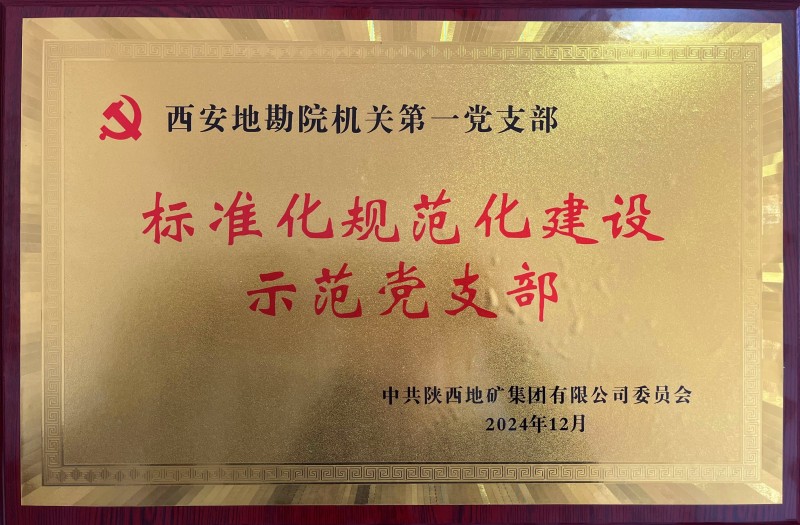 西安地勘院机关第一党支部
标准化规范化建设
示范党支部
中共陕西地矿集团有限公司委员会
2024年12月